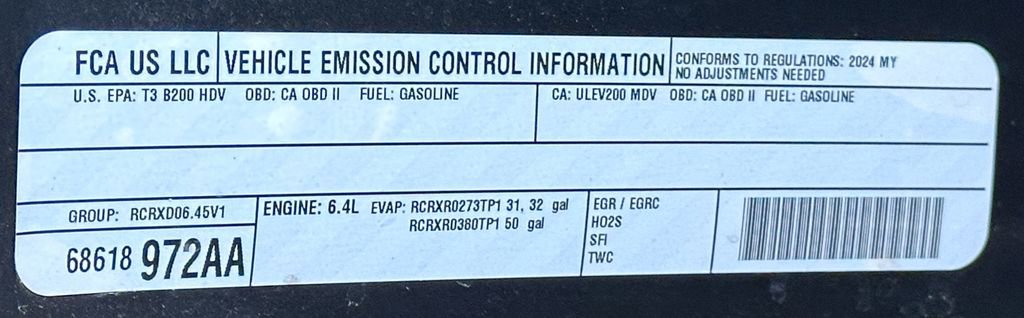 FCA US LLC
VEHICLE EMISSION CONTROL INFORMATION
CONFORMS TO REGULATIONS: 2024 MY
NO ADJUSTMENTS NEEDED
U.S. EPA: T3 B200 HDV OBD: CA OBD II FUEL: GASOLINE
CA: ULEV200 MDV OBD: CA OBD II FUEL: GASOLINE
GROUP: RCRXD06.45V1
68618 972AA
ENGINE: 6.4L EVAP: RCRXR0273TP1 31, 32 gal
RCRXR0380TP1 50 gal
EGR / EGRC
HO2S
SFI
TWC